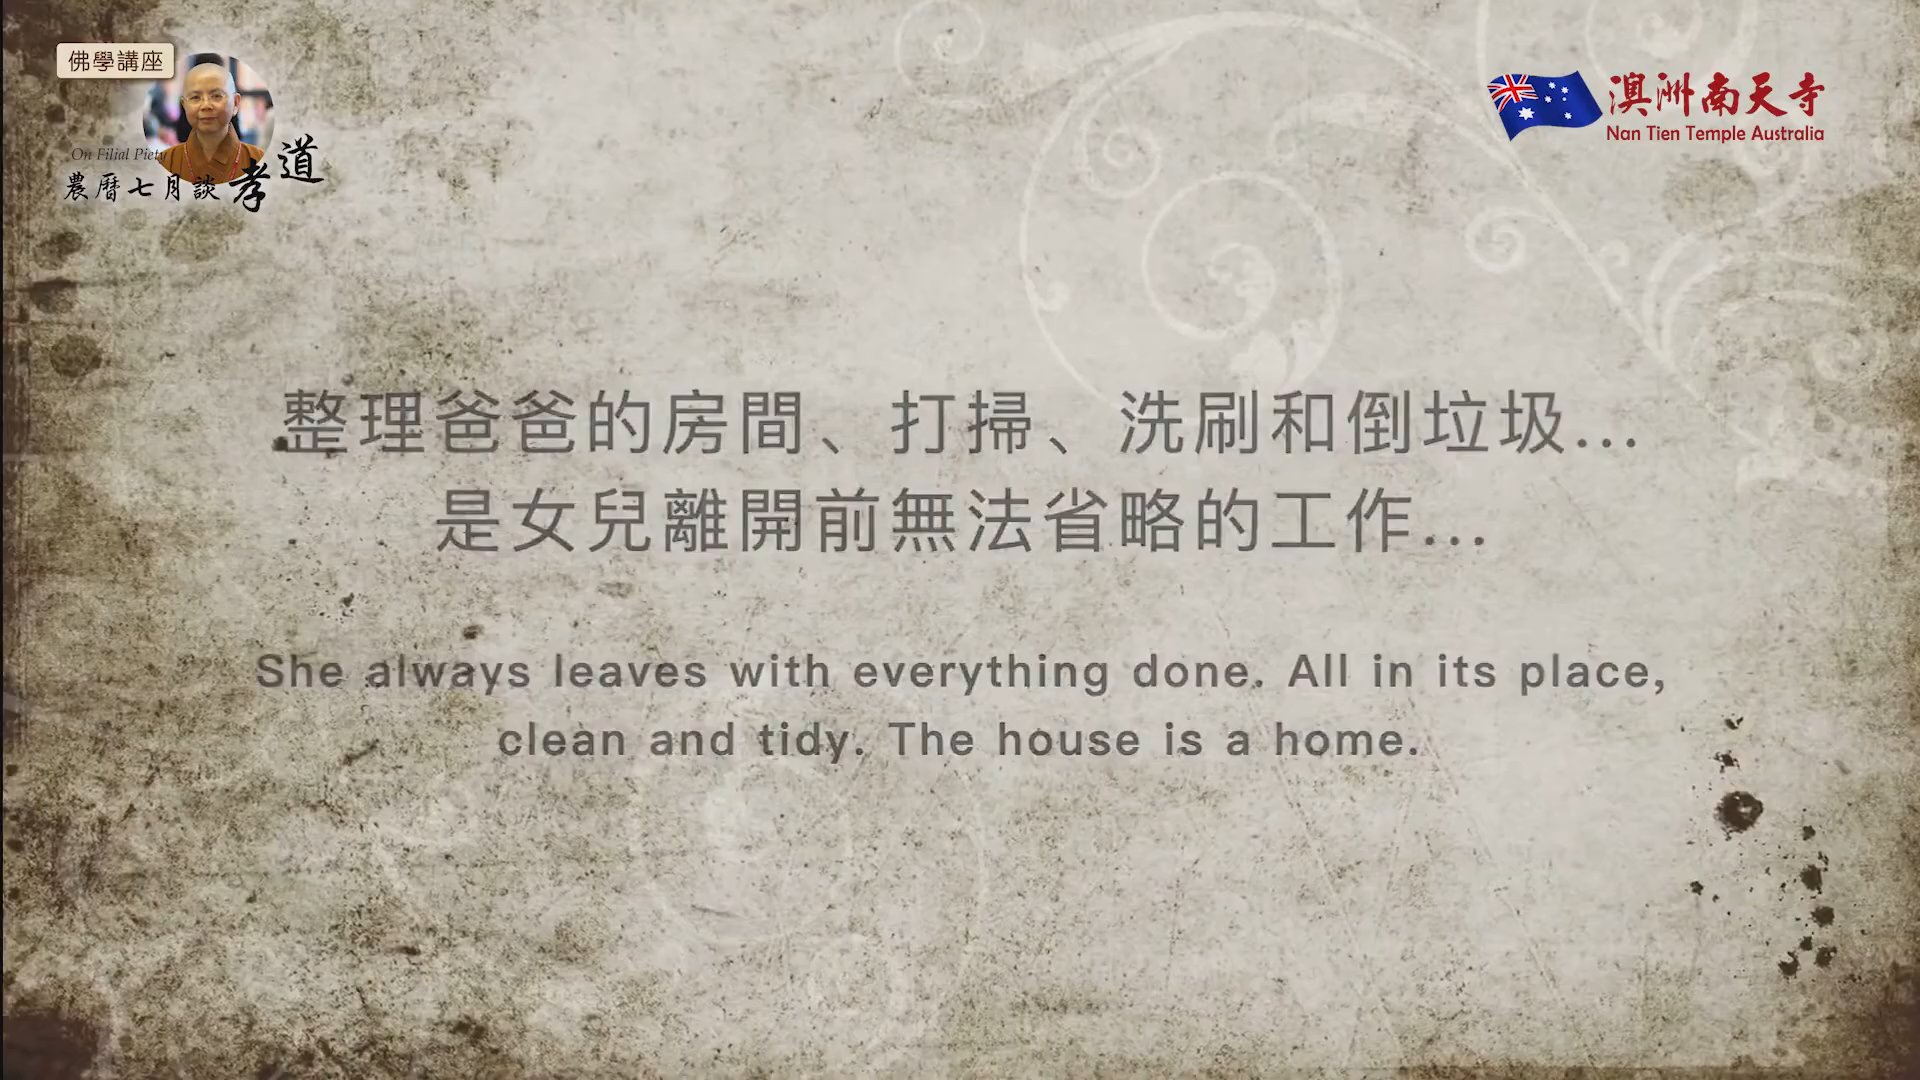 佛學講座
On Filial Piety
農曆七月談孝道
澳洲南天寺
Nan Tien Temple Australia
整理爸爸的房間、打掃、洗刷和倒垃圾...
是女兒離開前無法省略的工作...
She always leaves with everything done. All in its place,
clean and tidy. The house is a home.